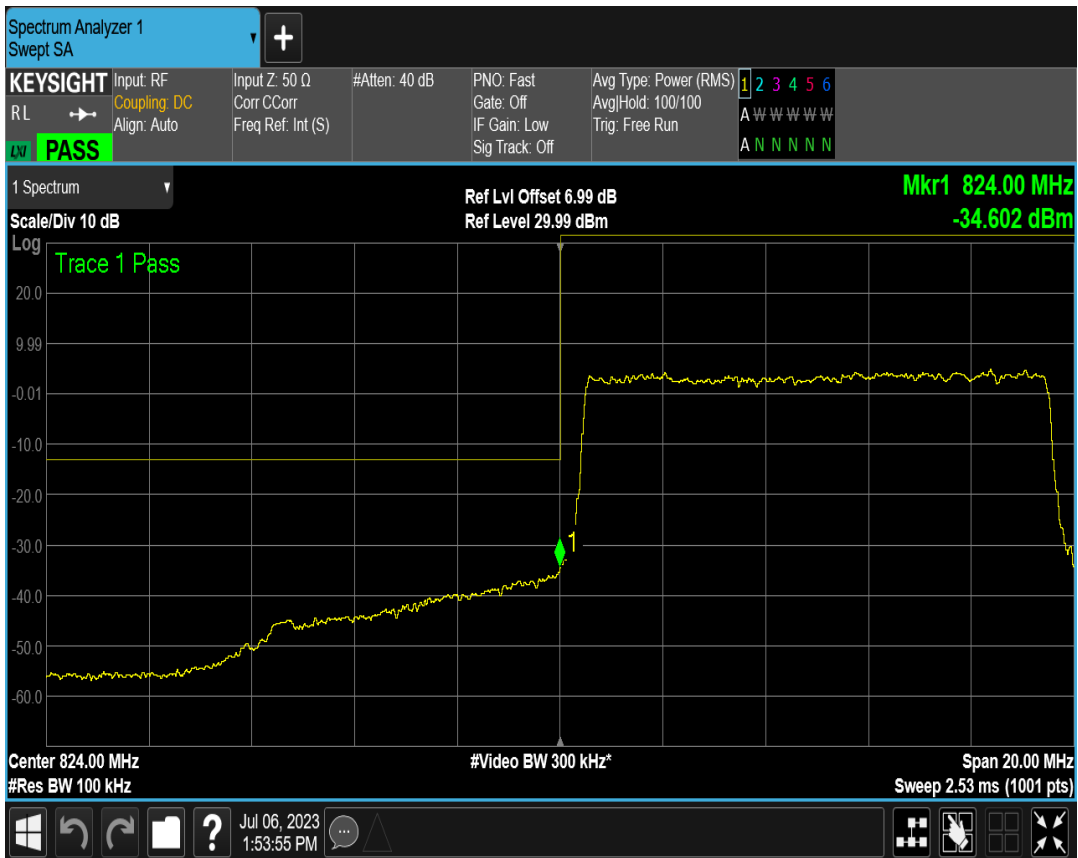 Spectrum Analyzer 1
Swept SA
+
KEYSIGHT
RL
LXI PASS
Input: RF
Coupling: DC
Align: Auto
Input Z: 50 Ω
Corr CCorr
Freq Ref: Int (S)
#Atten: 40 dB
PNO: Fast
Gate: Off
IF Gain: Low
Sig Track: Off
Avg Type: Power (RMS)
Avg|Hold: 100/100
Trig: Free Run
1 2 3 4 5 6
A W W W W W
A N N N N N
1 Spectrum
Scale/Div 10 dB
Ref Lvl Offset 6.99 dB
Ref Level 29.99 dBm
Mkr1 824.00 MHz
-34.602 dBm
Log
Trace 1 Pass
20.0
9.99
-0.01
-10.0
-20.0
-30.0
-40.0
-50.0
-60.0
1
Center 824.00 MHz
#Res BW 100 kHz
#Video BW 300 kHz*
Span 20.00 MHz
Sweep 2.53 ms (1001 pts)
?
Jul 06, 2023
1:53:55 PM